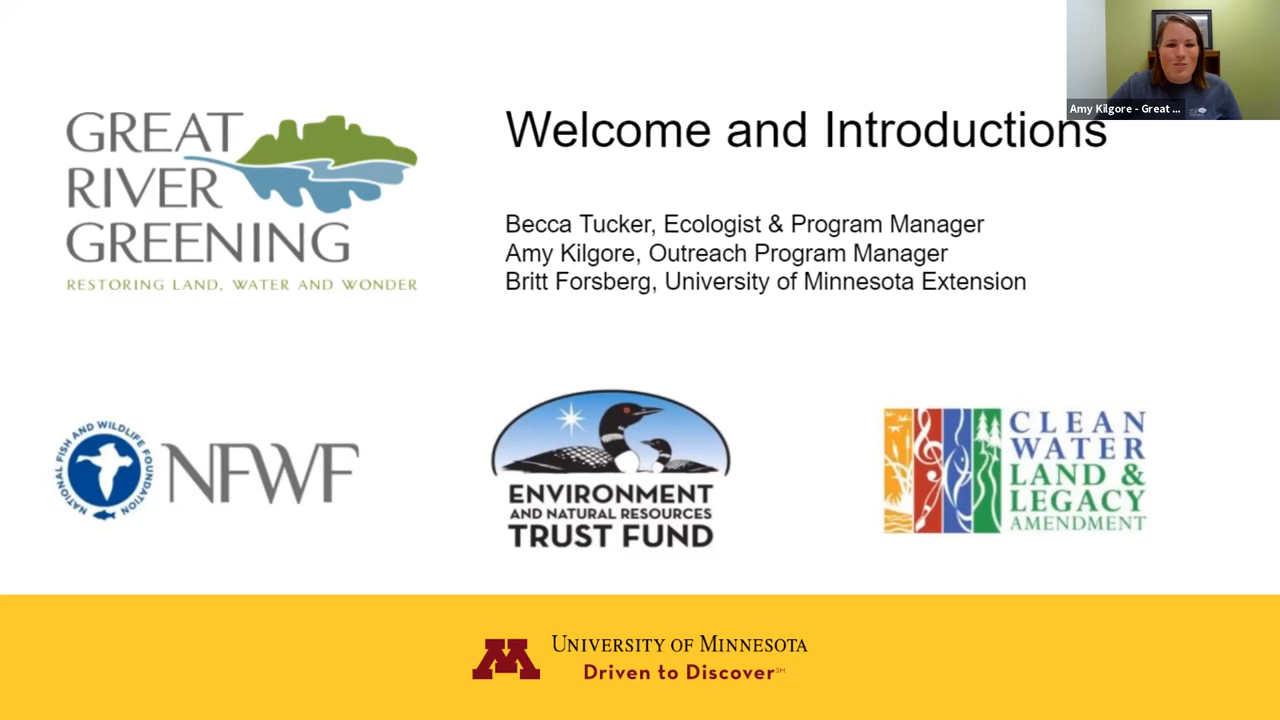 Amy Kilgore - Great ...
GREAT
RIVER
GREENING
RESTORING LAND, WATER AND WONDER
Welcome and Introductions
Becca Tucker, Ecologist & Program Manager
Amy Kilgore, Outreach Program Manager
Britt Forsberg, University of Minnesota Extension
NATIONAL FISH AND WILDLIFE FOUNDATION
NFWF
ENVIRONMENT
AND NATURAL RESOURCES
TRUST FUND
CLEAN
WATER
LAND &
LEGACY
AMENDMENT
M
UNIVERSITY OF MINNESOTA
Driven to Discover℠